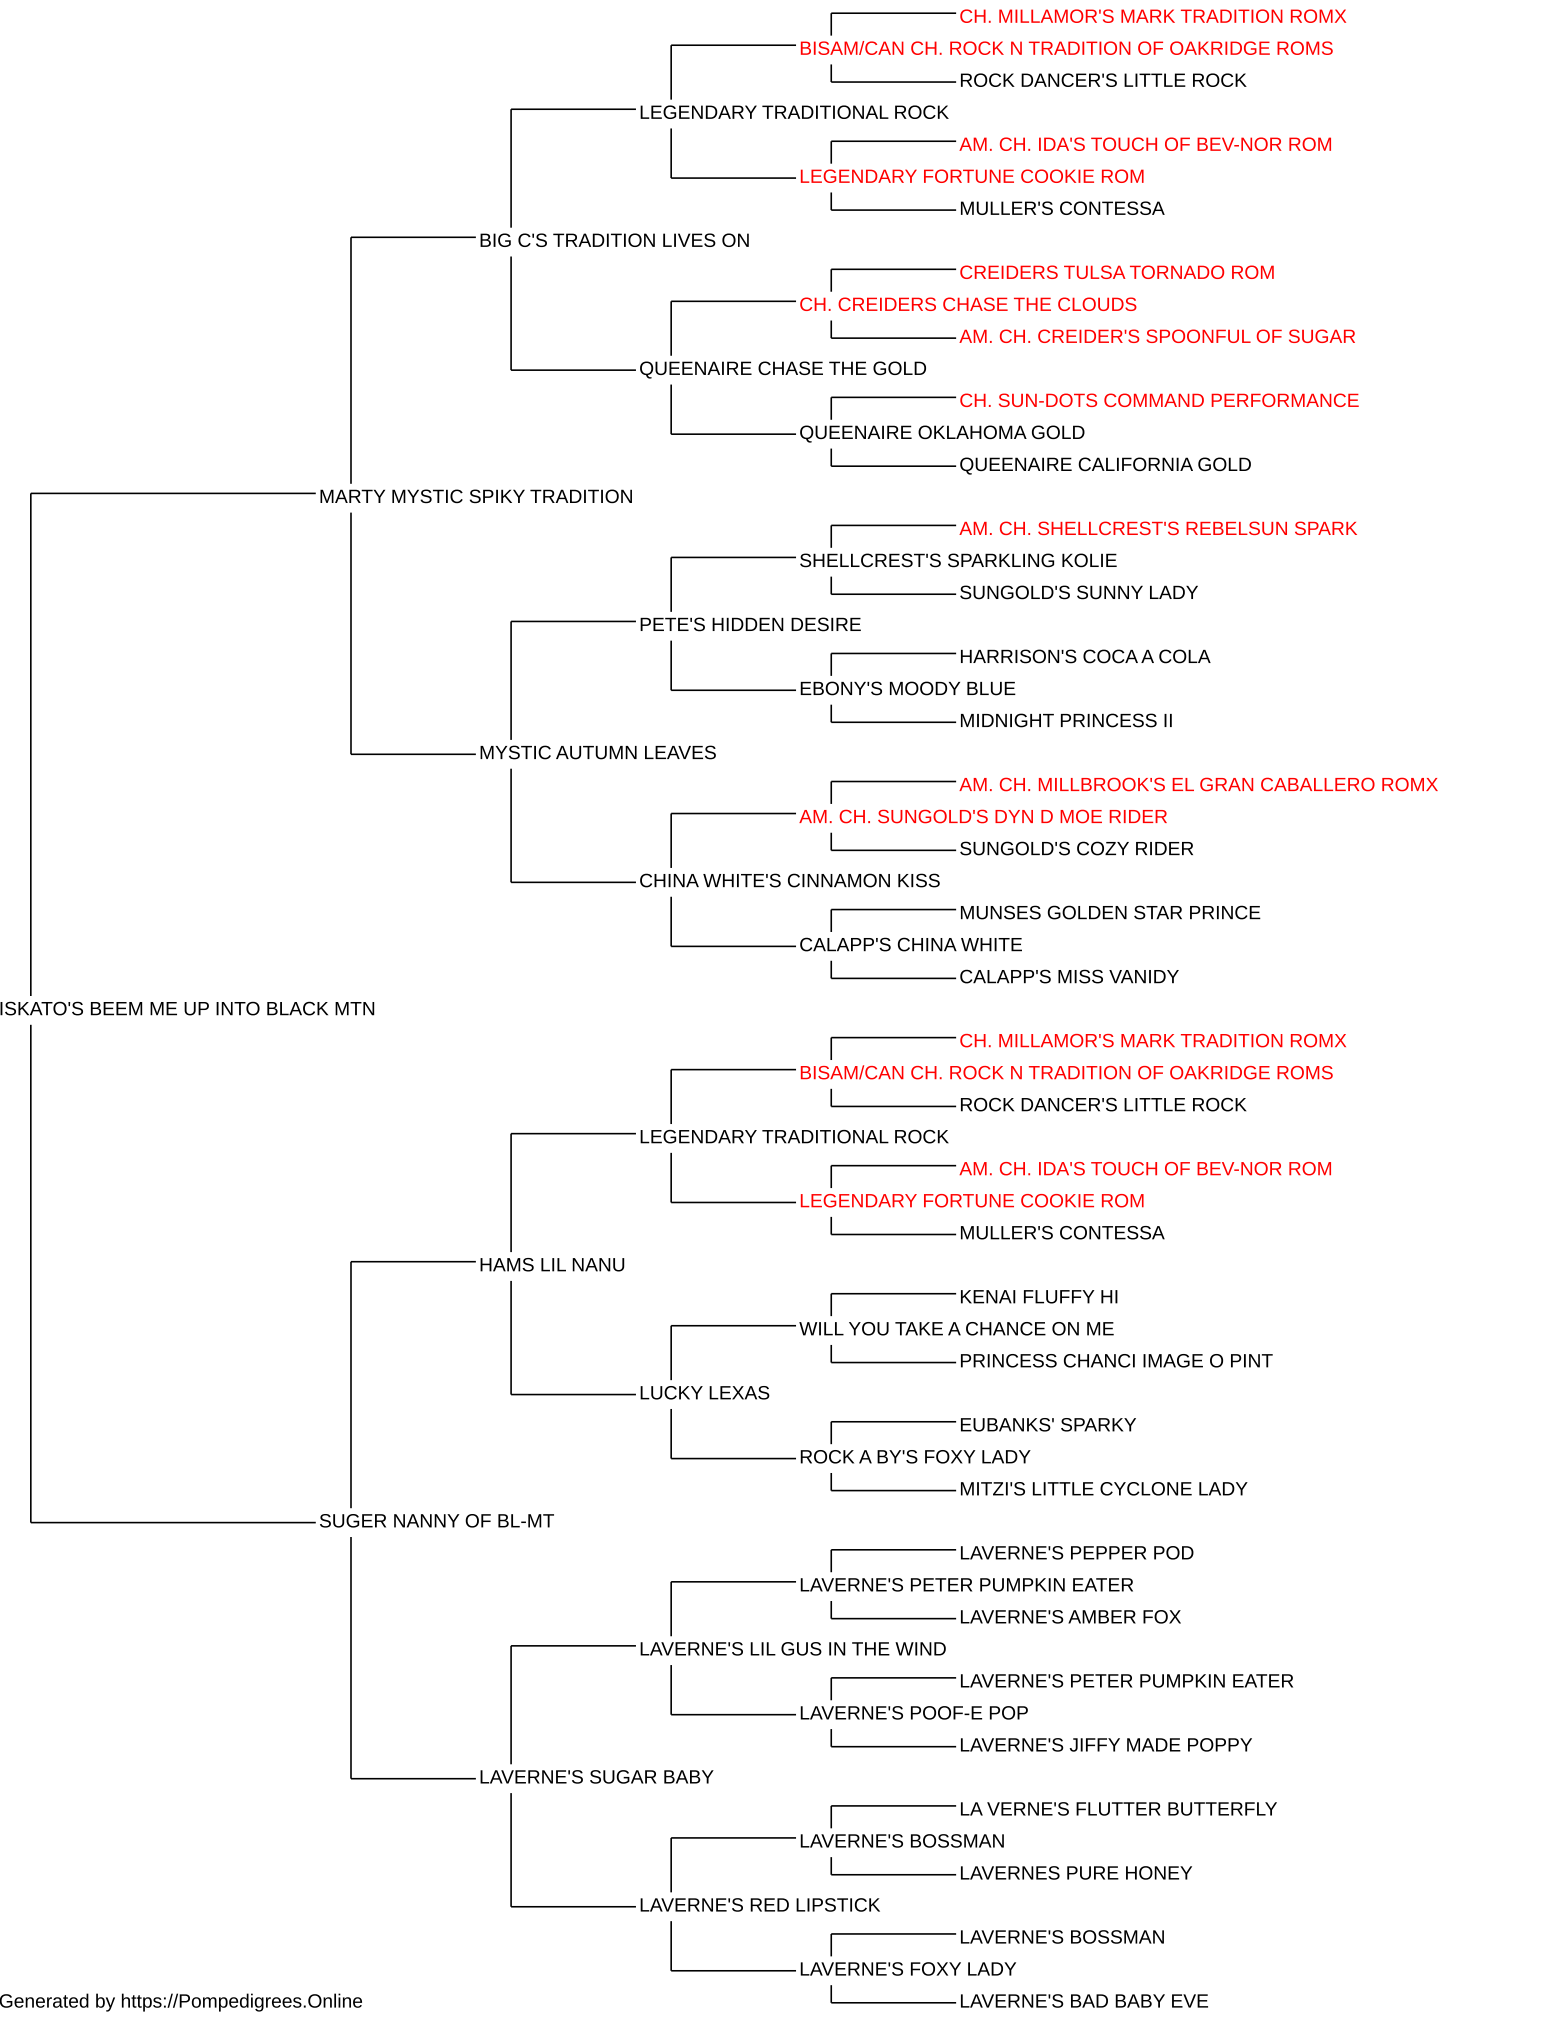 CH. MILLAMOR'S MARK TRADITION ROMX
BISAM/CAN CH. ROCK N TRADITION OF OAKRIDGE ROMS
ROCK DANCER'S LITTLE ROCK
LEGENDARY TRADITIONAL ROCK
AM. CH. IDA'S TOUCH OF BEV-NOR ROM
LEGENDARY FORTUNE COOKIE ROM
MULLER'S CONTESSA
BIG C'S TRADITION LIVES ON
CREIDERS TULSA TORNADO ROM
CH. CREIDERS CHASE THE CLOUDS
AM. CH. CREIDER'S SPOONFUL OF SUGAR
QUEENAIRE CHASE THE GOLD
CH. SUN-DOTS COMMAND PERFORMANCE
QUEENAIRE OKLAHOMA GOLD
QUEENAIRE CALIFORNIA GOLD
MARTY MYSTIC SPIKY TRADITION
AM. CH. SHELLCREST'S REBELSUN SPARK
SHELLCREST'S SPARKLING KOLIE
SUNGOLD'S SUNNY LADY
PETE'S HIDDEN DESIRE
HARRISON'S COCA A COLA
EBONY'S MOODY BLUE
MIDNIGHT PRINCESS II
MYSTIC AUTUMN LEAVES
AM. CH. MILLBROOK'S EL GRAN CABALLERO ROMX
AM. CH. SUNGOLD'S DYN D MOE RIDER
SUNGOLD'S COZY RIDER
CHINA WHITE'S CINNAMON KISS
MUNSES GOLDEN STAR PRINCE
CALAPP'S CHINA WHITE
CALAPP'S MISS VANIDY
ISKATO'S BEEM ME UP INTO BLACK MTN
CH. MILLAMOR'S MARK TRADITION ROMX
BISAM/CAN CH. ROCK N TRADITION OF OAKRIDGE ROMS
ROCK DANCER'S LITTLE ROCK
LEGENDARY TRADITIONAL ROCK
AM. CH. IDA'S TOUCH OF BEV-NOR ROM
LEGENDARY FORTUNE COOKIE ROM
MULLER'S CONTESSA
HAMS LIL NANU
KENAI FLUFFY HI
WILL YOU TAKE A CHANCE ON ME
PRINCESS CHANCI IMAGE O PINT
LUCKY LEXAS
EUBANKS' SPARKY
ROCK A BY'S FOXY LADY
MITZI'S LITTLE CYCLONE LADY
SUGER NANNY OF BL-MT
LAVERNE'S PEPPER POD
LAVERNE'S PETER PUMPKIN EATER
LAVERNE'S AMBER FOX
LAVERNE'S LIL GUS IN THE WIND
LAVERNE'S PETER PUMPKIN EATER
LAVERNE'S POOF-E POP
LAVERNE'S JIFFY MADE POPPY
LAVERNE'S SUGAR BABY
LA VERNE'S FLUTTER BUTTERFLY
LAVERNE'S BOSSMAN
LAVERNES PURE HONEY
LAVERNE'S RED LIPSTICK
LAVERNE'S BOSSMAN
LAVERNE'S FOXY LADY
LAVERNE'S BAD BABY EVE
Generated by https://Pompedigrees.Online